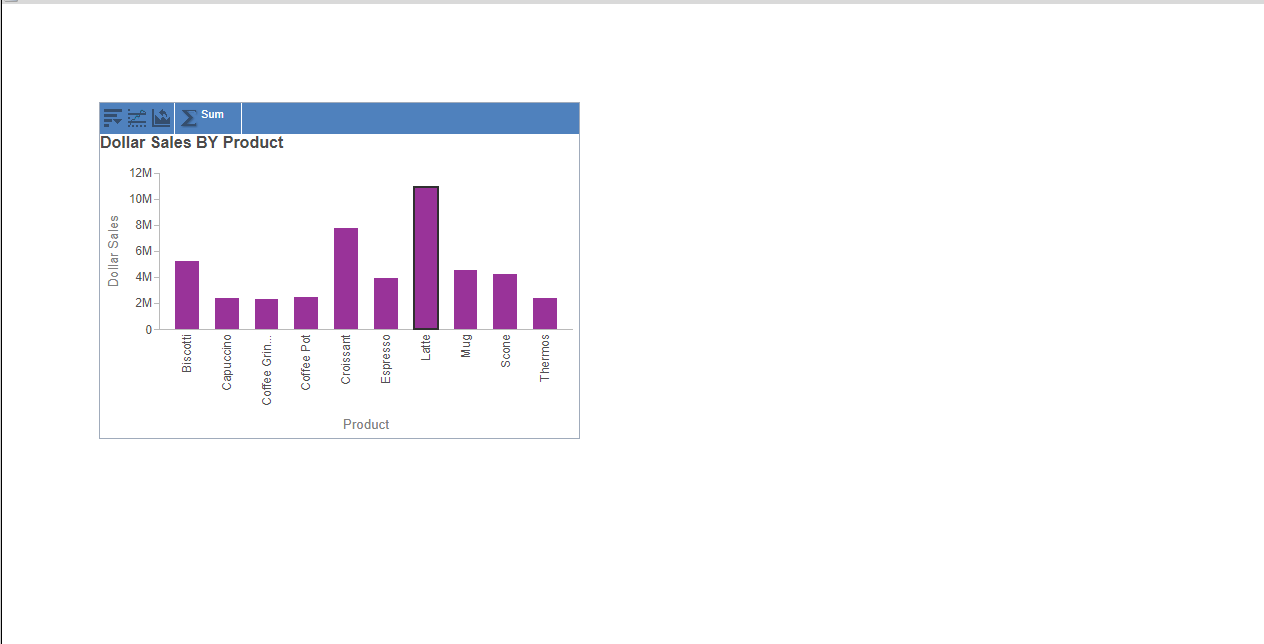 Sum
Dollar Sales BY Product
Dollar Sales
12M
10M
8M
6M
4M
2M
0
Biscotti
Capuccino
Coffee Grin...
Coffee Pot
Croissant
Espresso
Latte
Mug
Scone
Thermos
Product